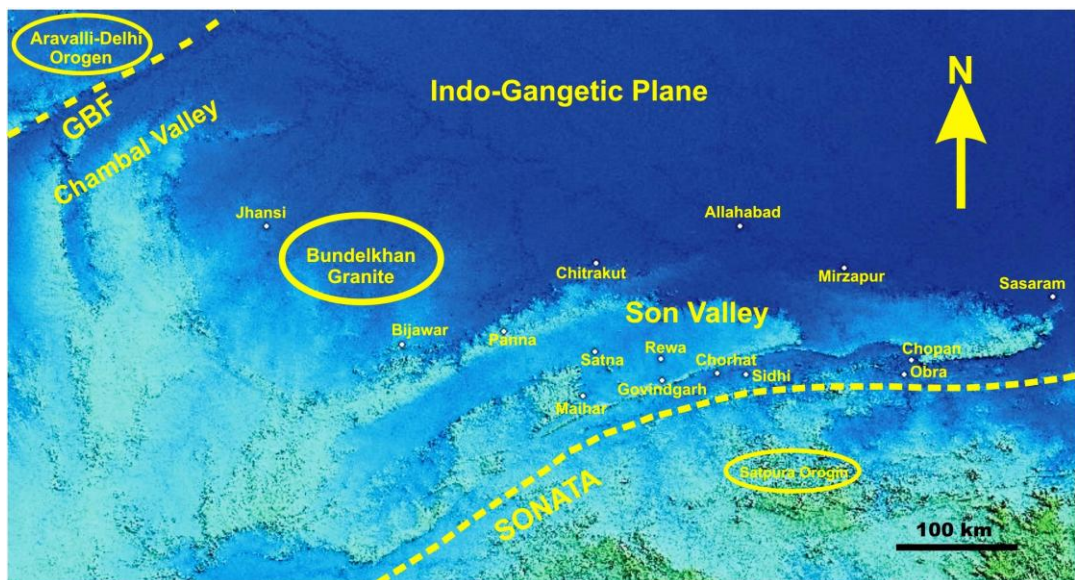 Aravalli-Delhi
Orogen
GBF
Chambal Valley
Indo-Gangetic Plane
N
Jhansi
Allahabad
Bundelkhan
Granite
Chitrakut
Mirzapur
Sasaram
Son Valley
Bijawar
Panna
Satna
Rewa
Chorhat
Chopan
Sidhi
Obra
Govindgarh
Maihar
SONATA
Satpura Orogin
100 km